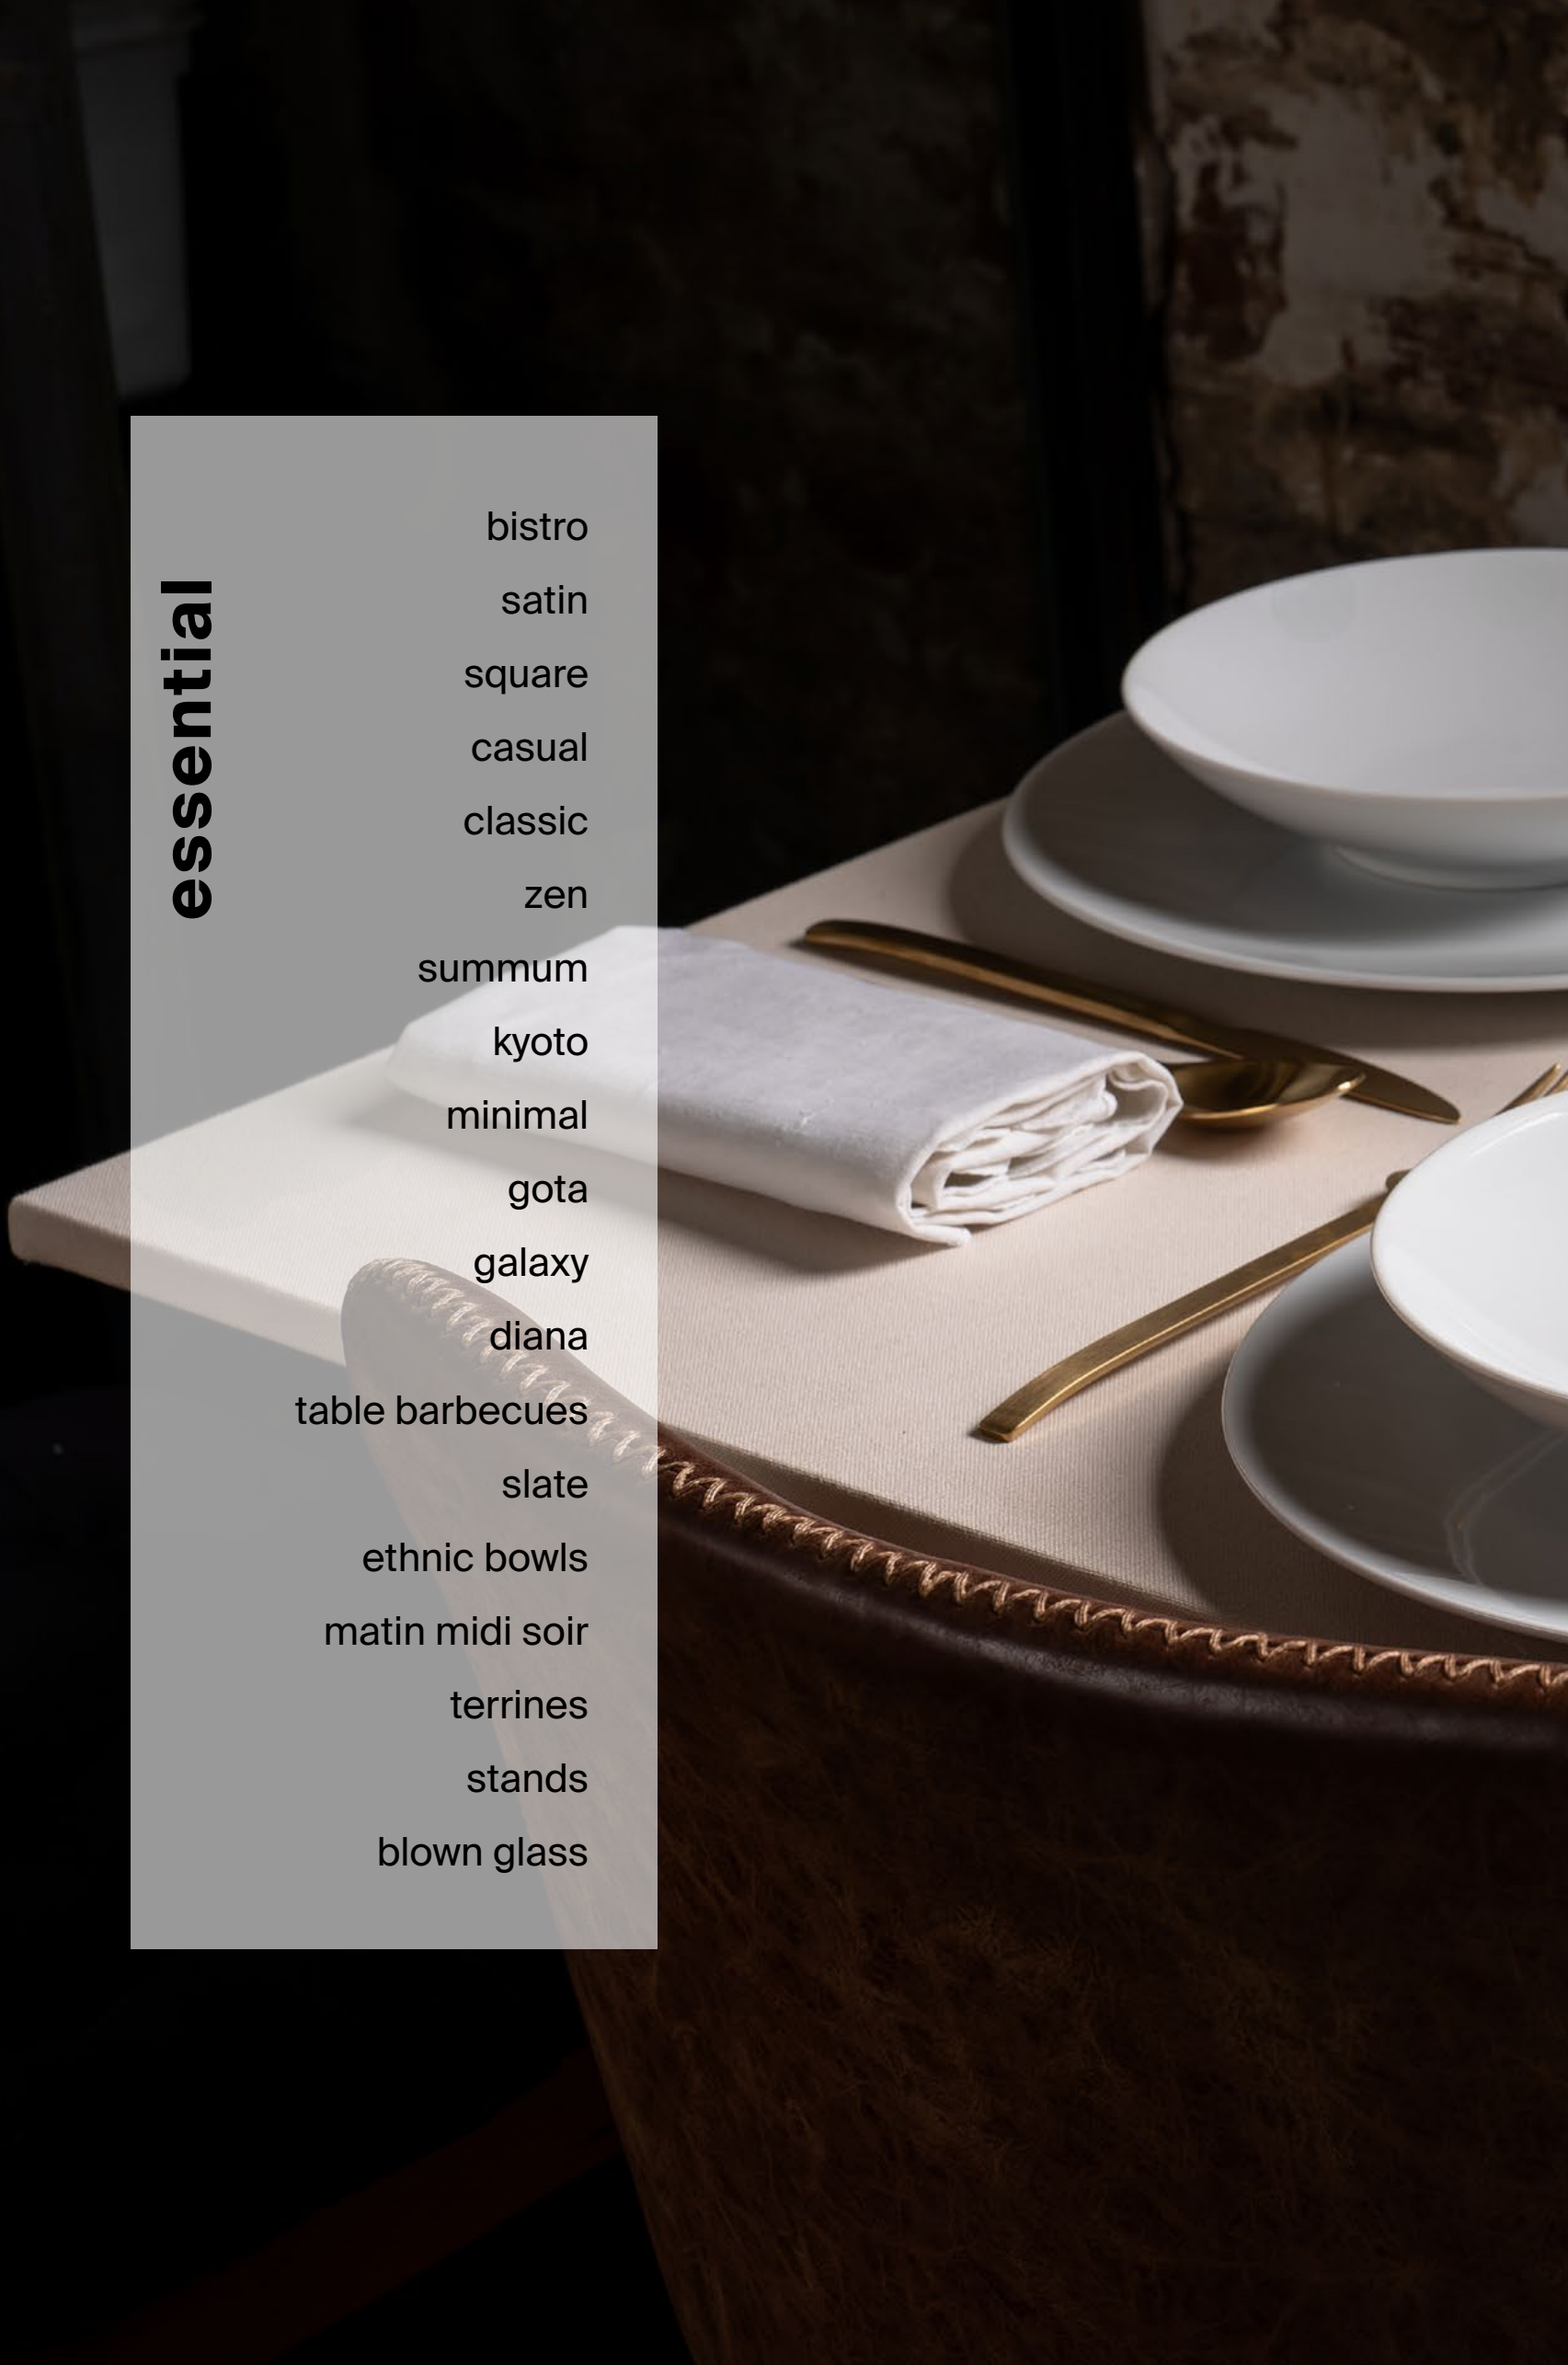 essential
bistro
satin
square
casual
classic
zen
summum
kyoto
minimal
gota
galaxy
diana
table barbecues
slate
ethnic bowls
matin midi soir
terrines
stands
blown glass